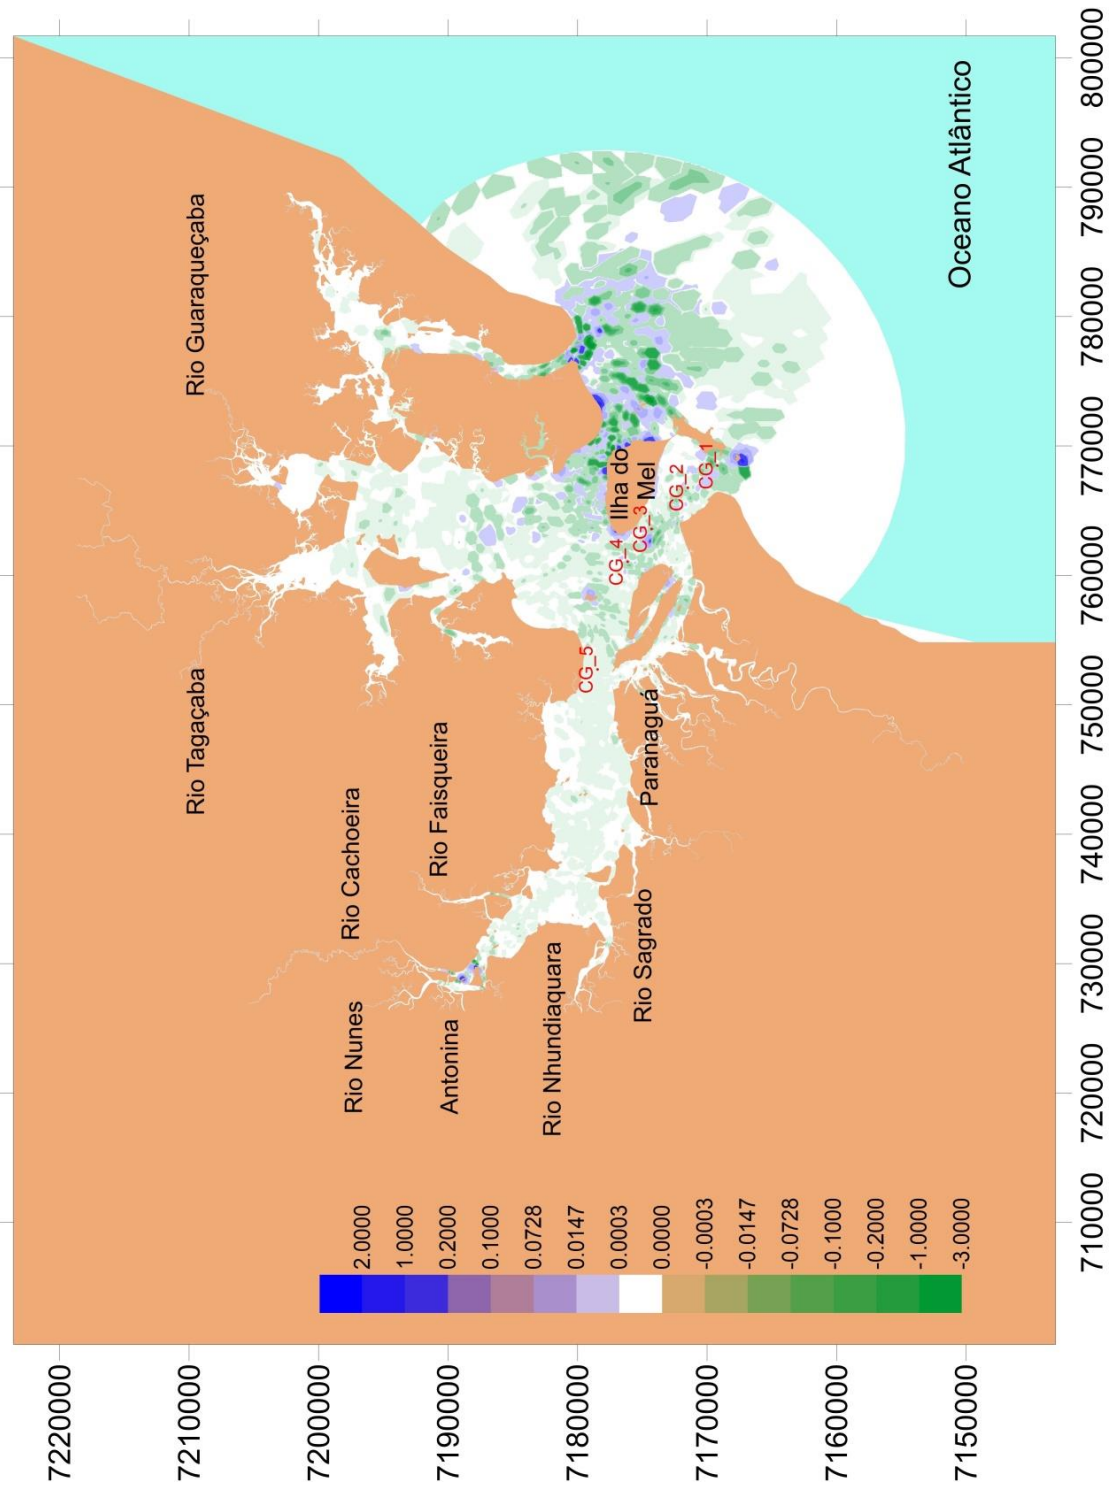 7220000
7210000
7200000
7190000
7180000
7170000
7160000
7150000
710000
720000
730000
740000
750000
760000
770000
780000
790000
800000
Rio Guaraqueçaba
Rio Tagaçaba
Rio Cachoeira
Rio Faisqueira
Rio Nunes
Antonina
Rio Nhundiaquara
Rio Sagrado
Paranaguá
Ilha do
Mel
Oceano Atlântico
CG_5
CG_4
CG_3
CG_2
CG_1
2.0000
1.0000
0.2000
0.1000
0.0728
0.0147
0.0003
0.0000
-0.0003
-0.0147
-0.0728
-0.1000
-0.2000
-1.0000
-3.0000